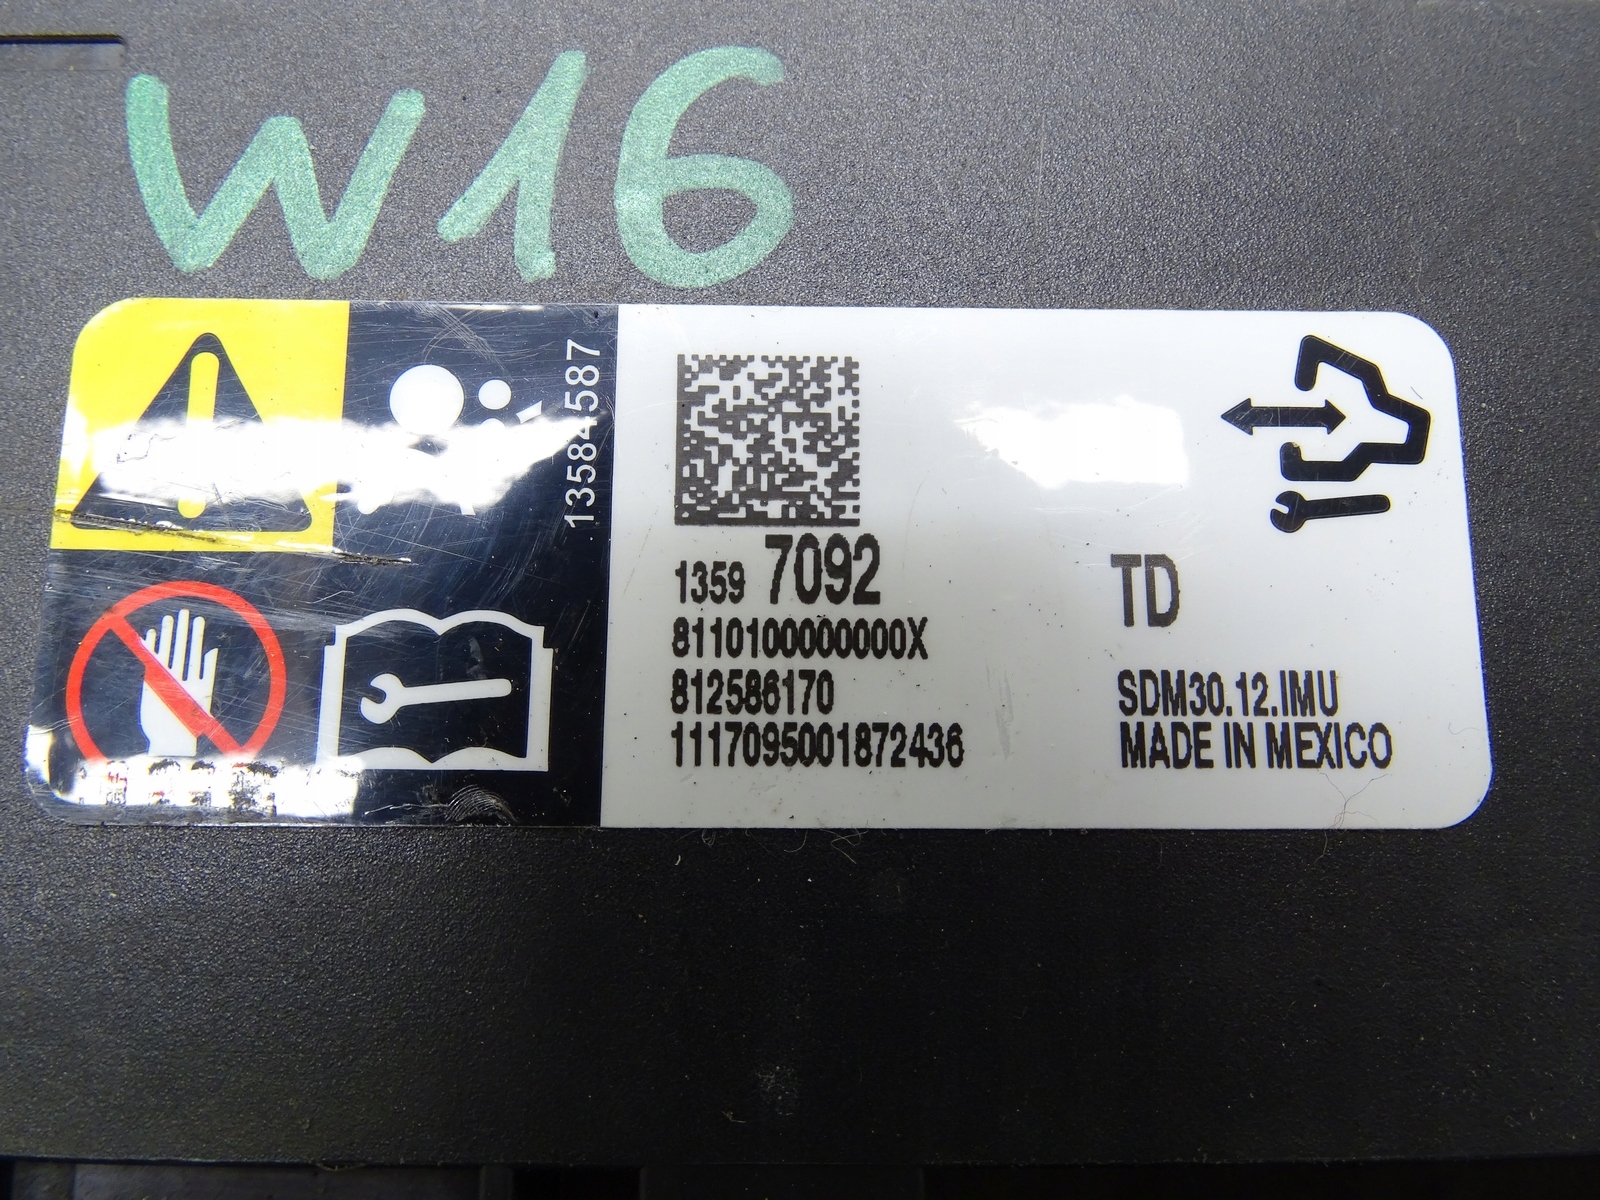 W16
13584587
1359 7092
8110100000000X
812586170
1117095001872436
TD
SDM30.12.IMU
MADE IN MEXICO